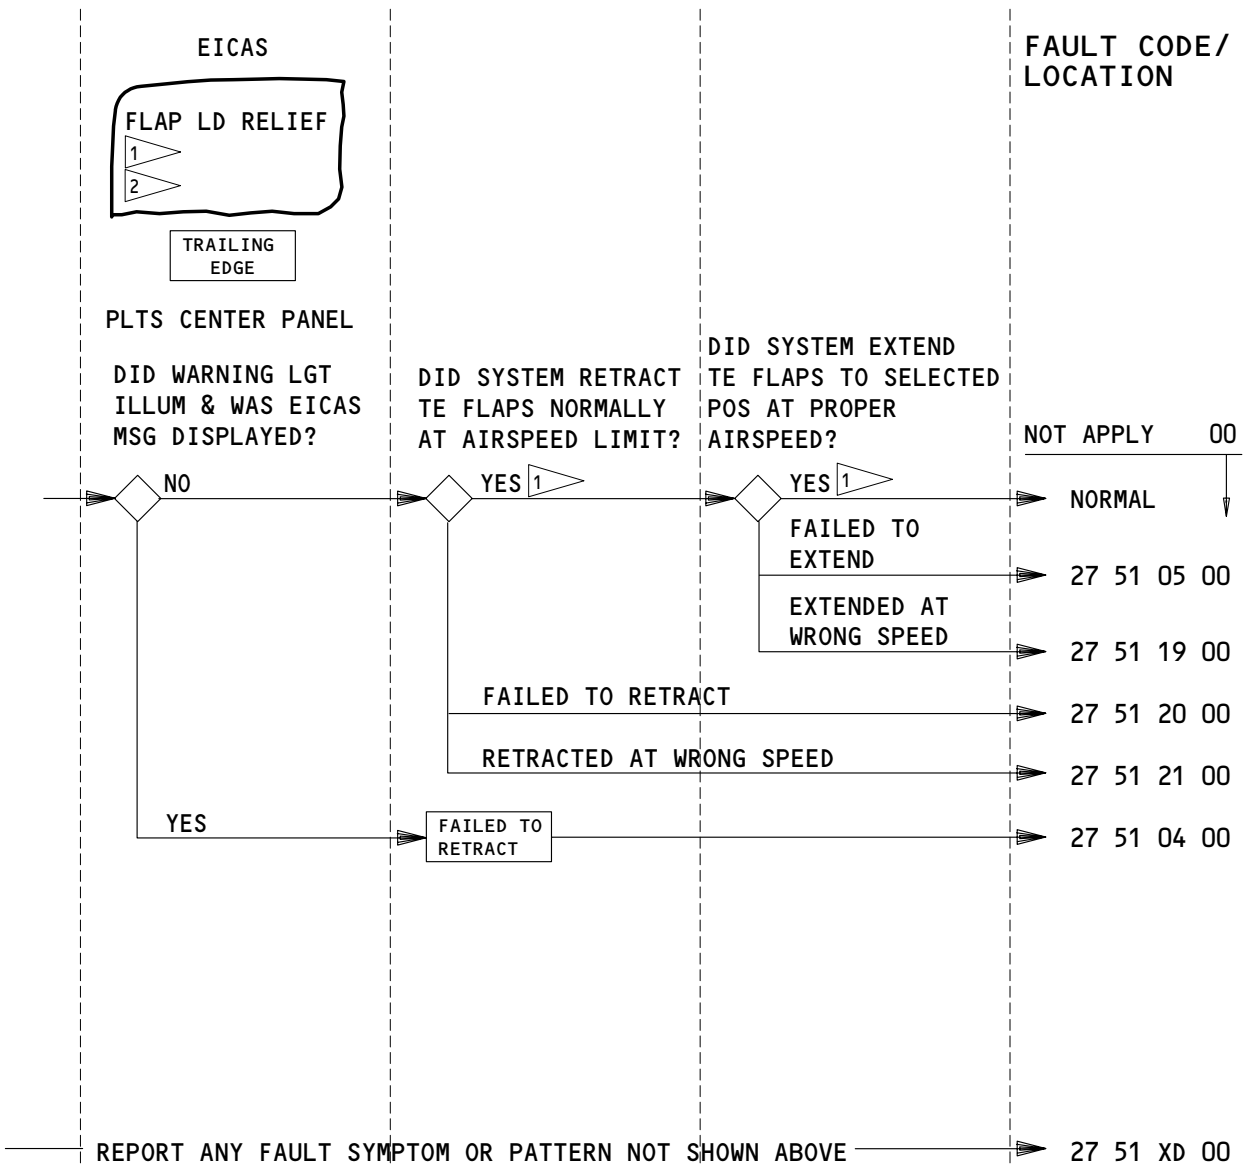 EICAS
FLAP LD RELIEF
1
2
TRAILING
EDGE
PLTS CENTER PANEL
DID WARNING LGT
ILLUM & WAS EICAS
MSG DISPLAYED?
DID SYSTEM RETRACT
TE FLAPS NORMALLY
AT AIRSPEED LIMIT?
DID SYSTEM EXTEND
TE FLAPS TO SELECTED
POS AT PROPER
AIRSPEED?
FAULT CODE/
LOCATION
NOT APPLY 00
NO
YES 1
YES 1
NORMAL
FAILED TO
EXTEND
27 51 05 00
EXTENDED AT
WRONG SPEED
27 51 19 00
FAILED TO RETRACT
27 51 20 00
RETRACTED AT WRONG SPEED
27 51 21 00
YES
FAILED TO
RETRACT
27 51 04 00
REPORT ANY FAULT SYMPTOM OR PATTERN NOT SHOWN ABOVE
27 51 XD 00